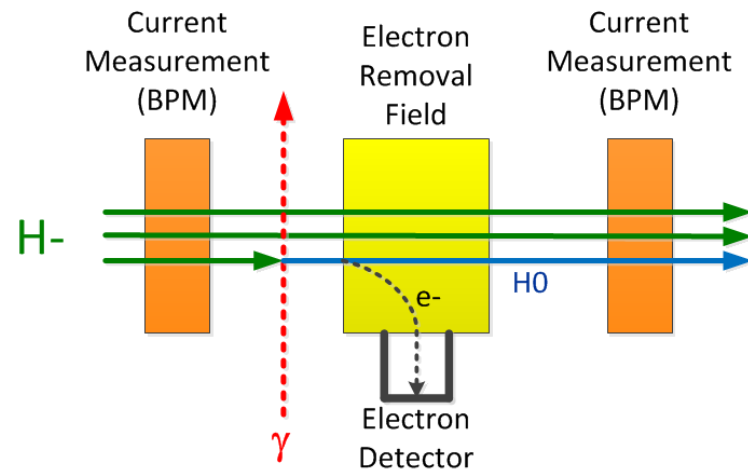 Current
Measurement
(BPM)
Electron
Removal
Field
Current
Measurement
(BPM)
H-
H0
e-
γ
Electron
Detector